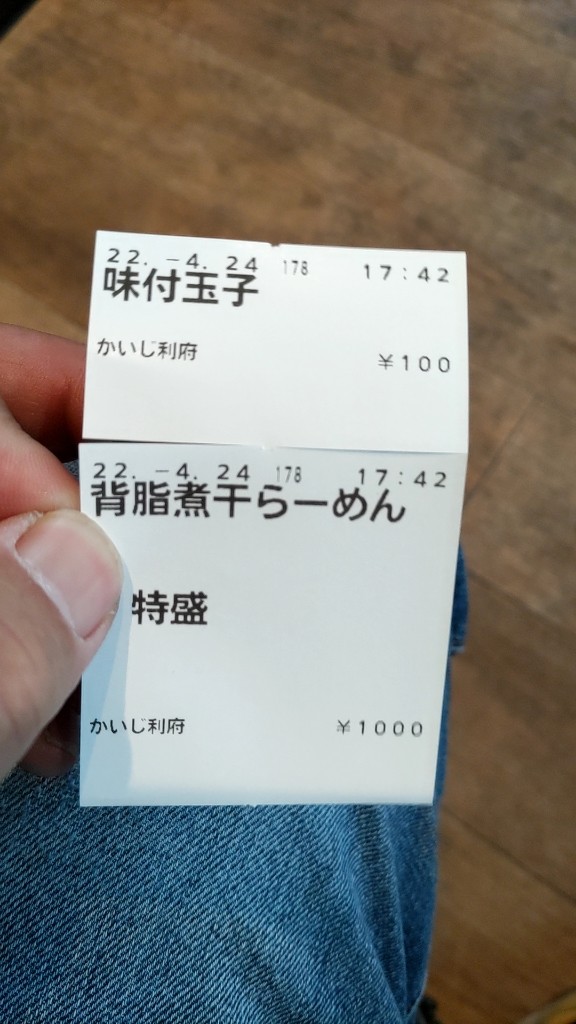 22.-4.24 178 17:42
味付玉子
かいじ利府 ¥100
22.-4.24 178 17:42
背脂煮干らーめん
特盛
かいじ利府 ¥1000